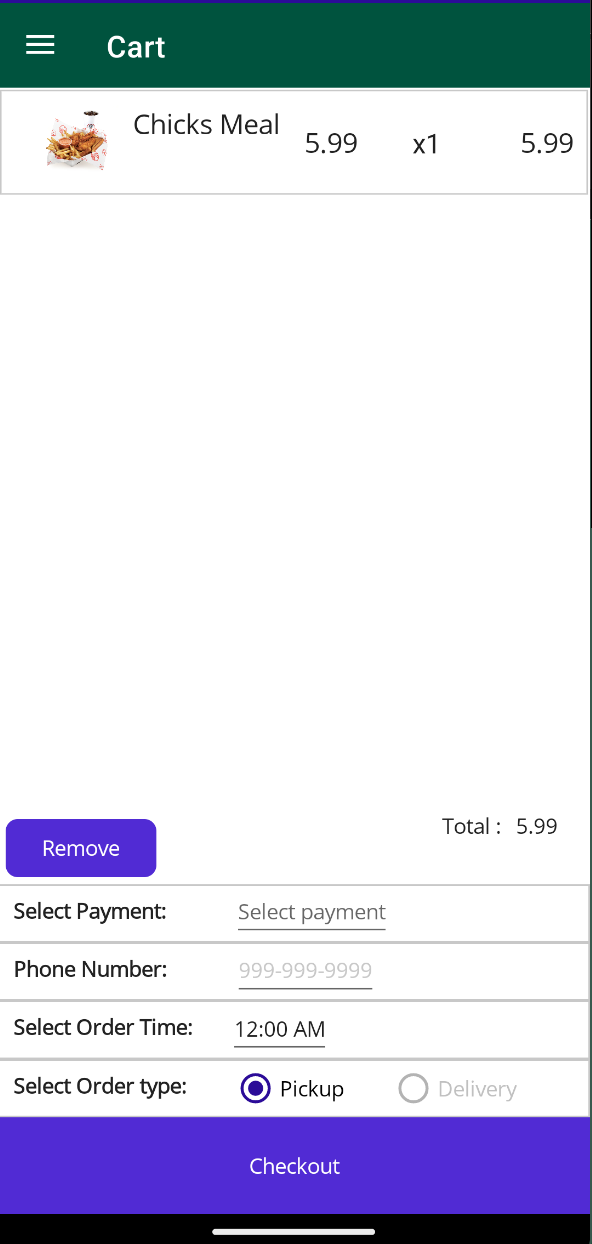 Cart
Chicks Meal 5.99 x1 5.99
Total : 5.99
Remove
Select Payment: Select payment
Phone Number: 999-999-9999
Select Order Time: 12:00 AM
Select Order type: Pickup Delivery
Checkout